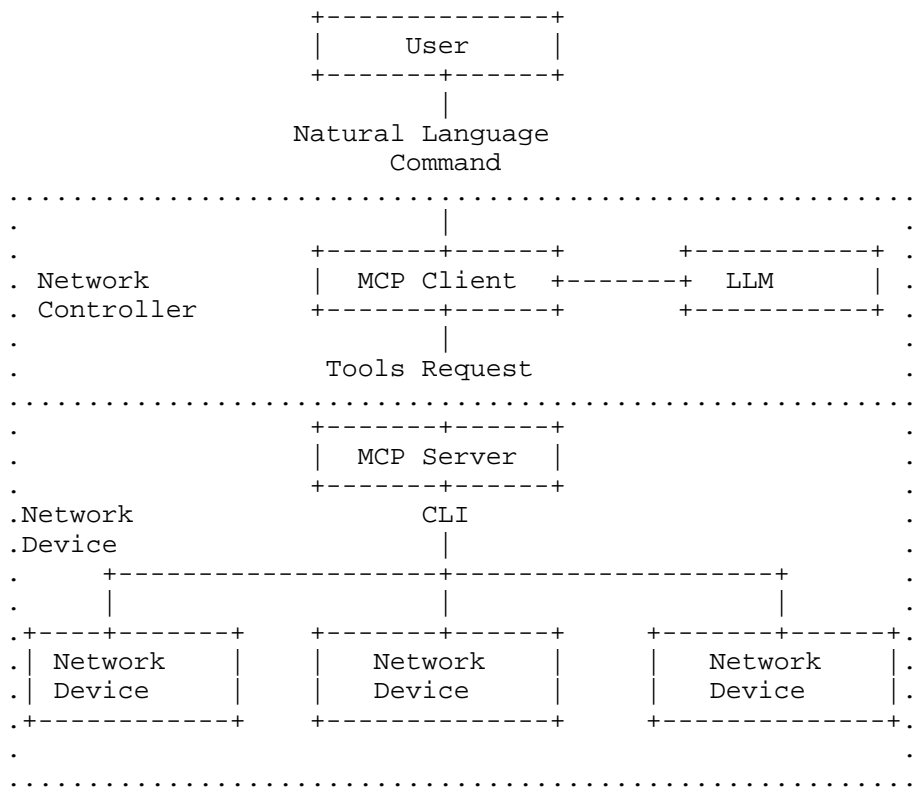 User
Natural Language
Command
Network MCP Client LLM
Controller
Tools Request
MCP Server
Network CLI
Device
Network Network Network
Device Device Device